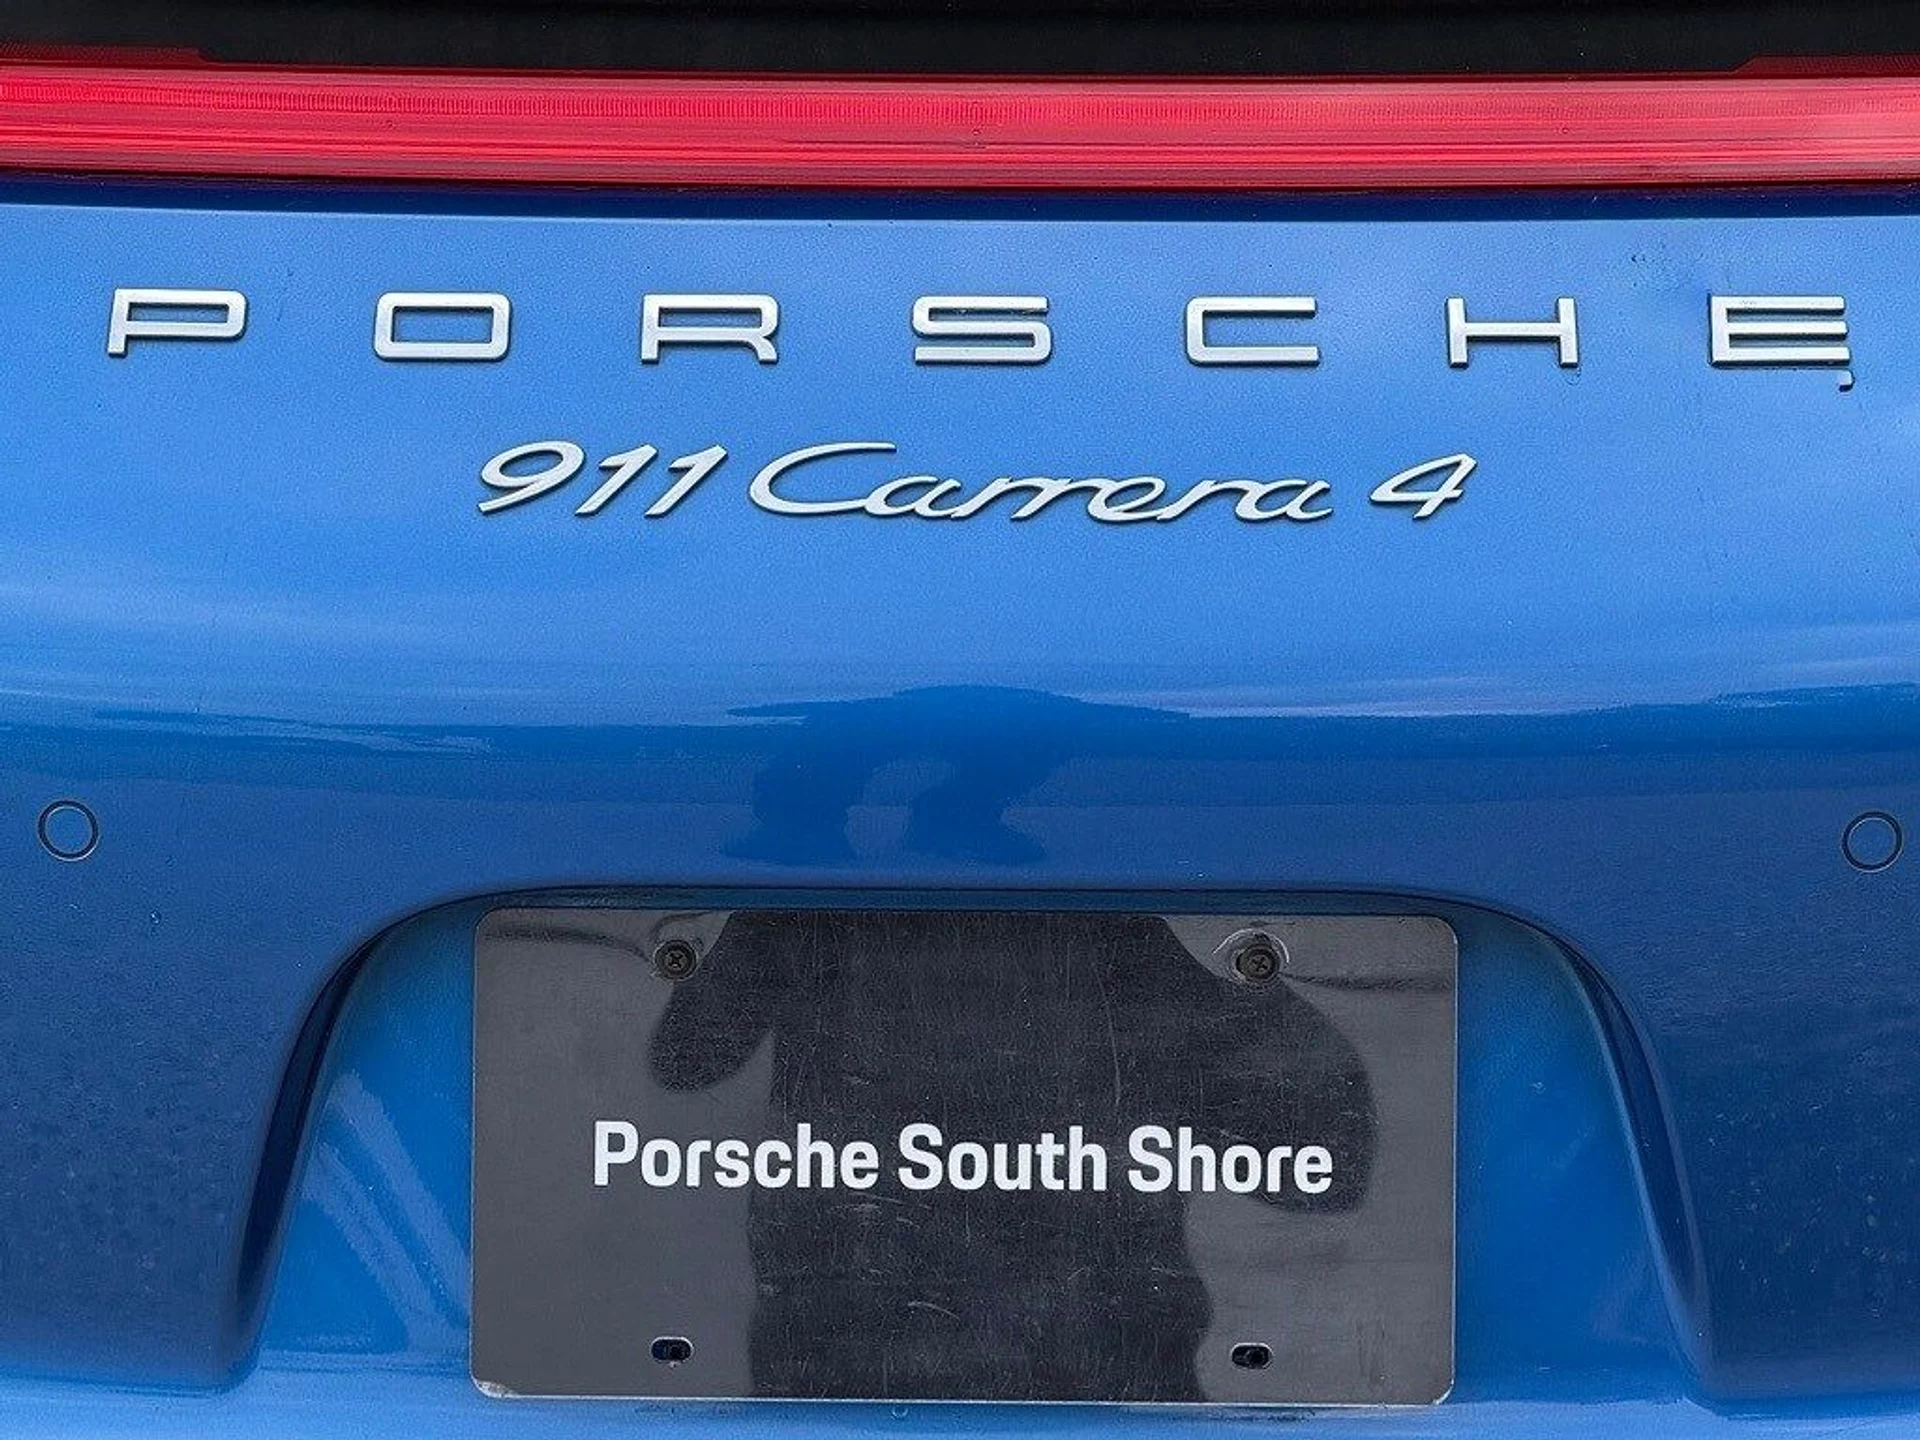 PORSCHE
911 Carrera 4
Porsche South Shore